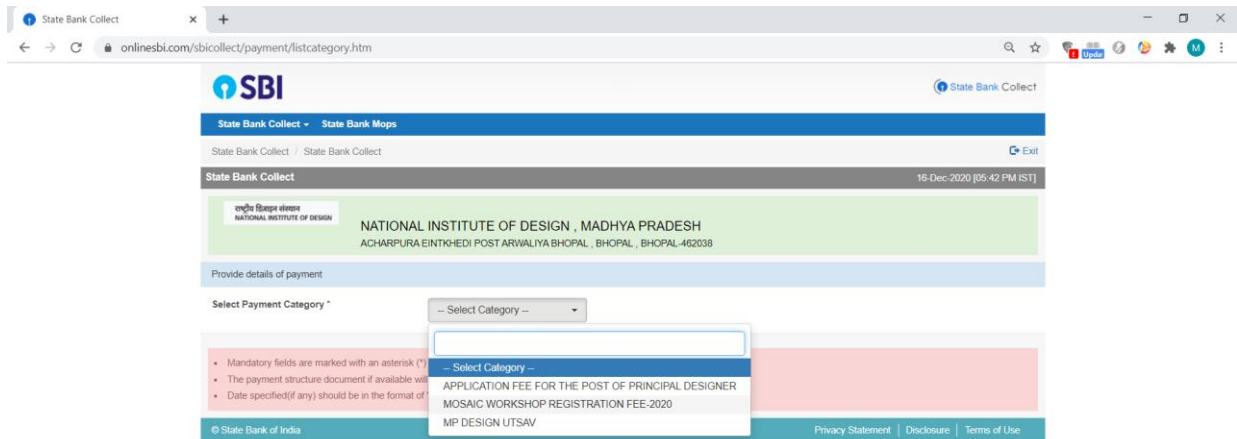 State Bank Collect
onlinesbi.com/sbicollect/payment/listcategory.htm
Upda
M
SBI
State Bank Collect
State Bank Collect State Bank Mops
State Bank Collect / State Bank Collect
Exit
State Bank Collect
16-Dec-2020 [05:42 PM IST]
राष्ट्रीय डिज़ाइन संस्थान
NATIONAL INSTITUTE OF DESIGN
NATIONAL INSTITUTE OF DESIGN , MADHYA PRADESH
ACHARPURA EINTKHEDI POST ARWALIYA BHOPAL , BHOPAL , BHOPAL-462038
Provide details of payment
Select Payment Category *
-- Select Category --
-- Select Category --
APPLICATION FEE FOR THE POST OF PRINCIPAL DESIGNER
MOSAIC WORKSHOP REGISTRATION FEE-2020
MP DESIGN UTSAV
• Mandatory fields are marked with an asterisk (*)
• The payment structure document if available will
• Date specified(if any) should be in the format of '
© State Bank of India
Privacy Statement | Disclosure | Terms of Use